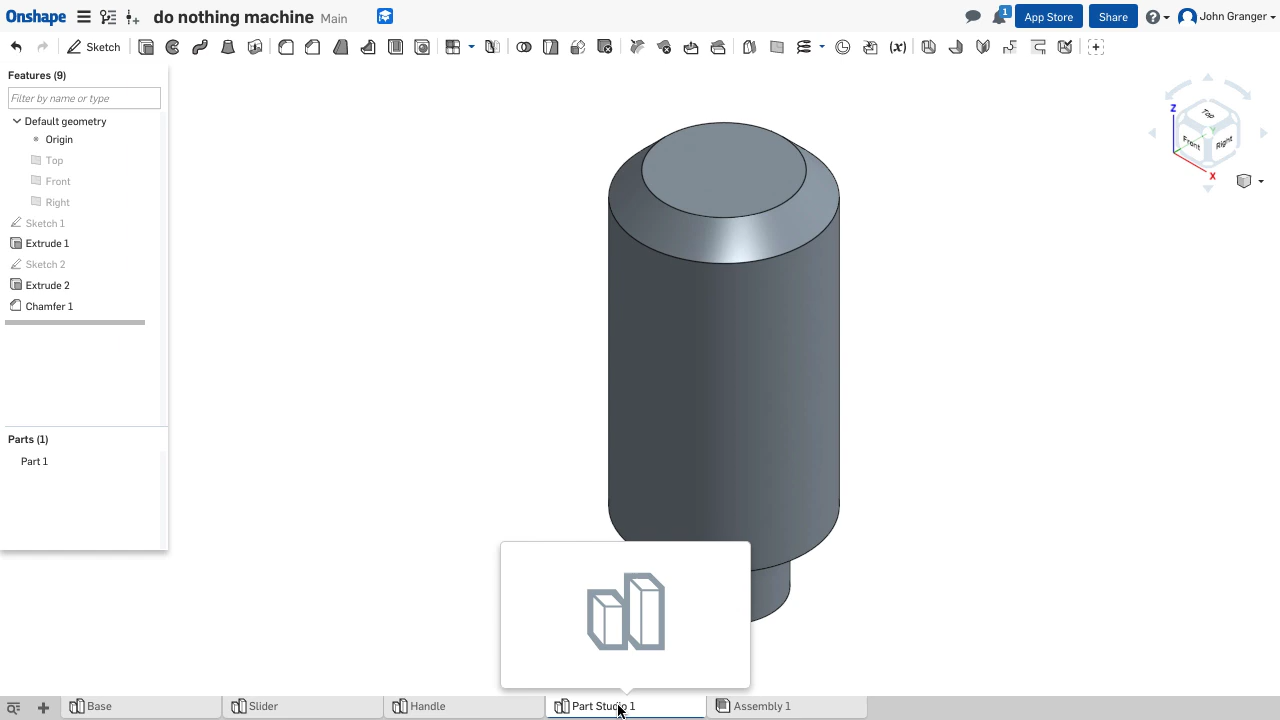 Onshape do nothing machine Main 1 App Store Share John Granger
Sketch (x)
Features (9)
Filter by name or type
Default geometry
Origin
Top
Front
Right
Sketch 1
Extrude 1
Sketch 2
Extrude 2
Chamfer 1
Parts (1)
Part 1
Z
Top
Front Right
X
Base Slider Handle Part Studio 1 Assembly 1